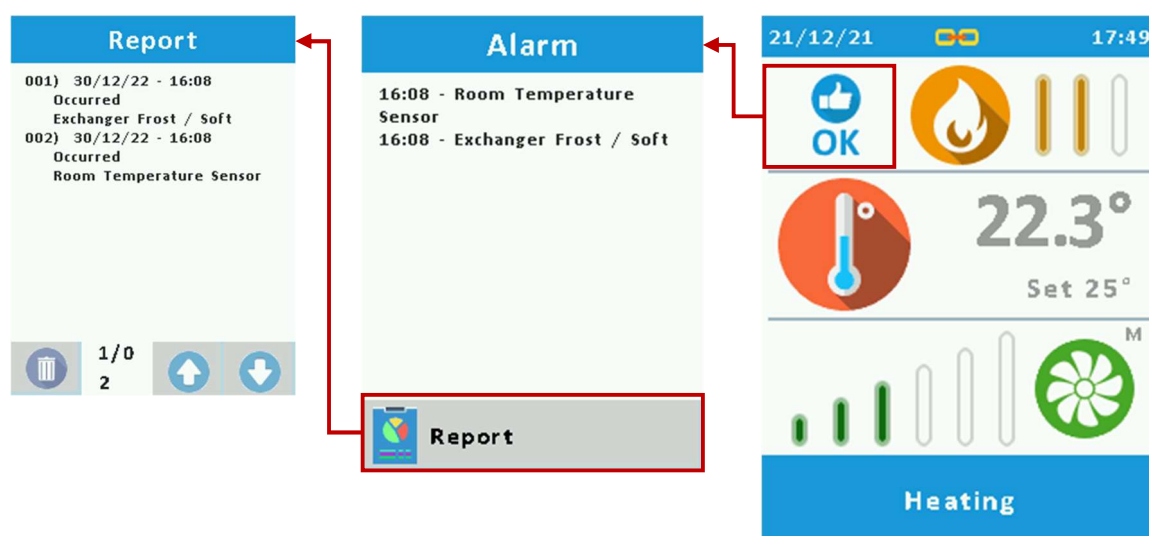 Report
001) 30/12/22 - 16:08
Occurred
Exchanger Frost / Soft
002) 30/12/22 - 16:08
Occurred
Room Temperature Sensor
1/0
2
Alarm
16:08 - Room Temperature
Sensor
16:08 - Exchanger Frost / Soft
Report
21/12/21 17:49
OK
22.3°
Set 25°
M
Heating